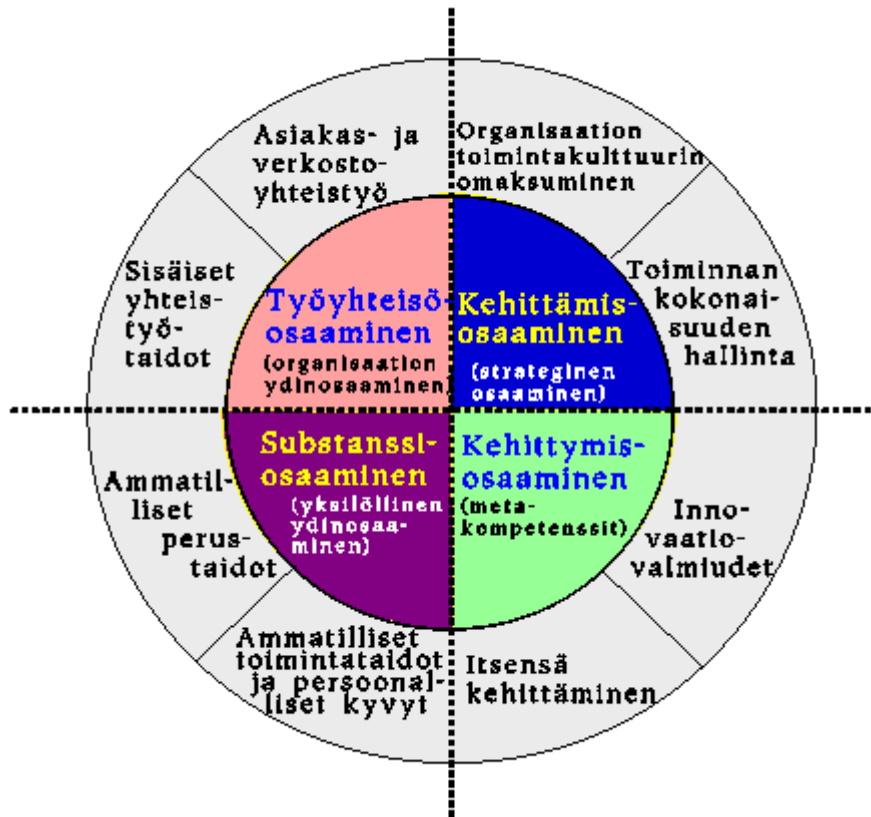 Asiakas- ja
verkosto-
yhteistyö
Organisaation
toimintakulttuurin
omaksuminen
Sisäiset
yhteis-
työ-
taidot
Toiminnan
kokonai-
suuden
hallinta
Työyhteisö-
osaaminen
(organisaation
ydinosaaminen)
Kehittämis-
osaaminen
(strateginen
osaaminen)
Substanssi-
osaaminen
(yksilöllinen
ydinosaa-
minen)
Kehittymis-
osaaminen
(meta-
kompetenssit)
Ammatil-
liset
perus-
taidot
Inno-
vaatio-
valmiudet
Ammatilliset
toimintataidot
ja persoonal-
liset kyvyt
Itsensä
kehittäminen